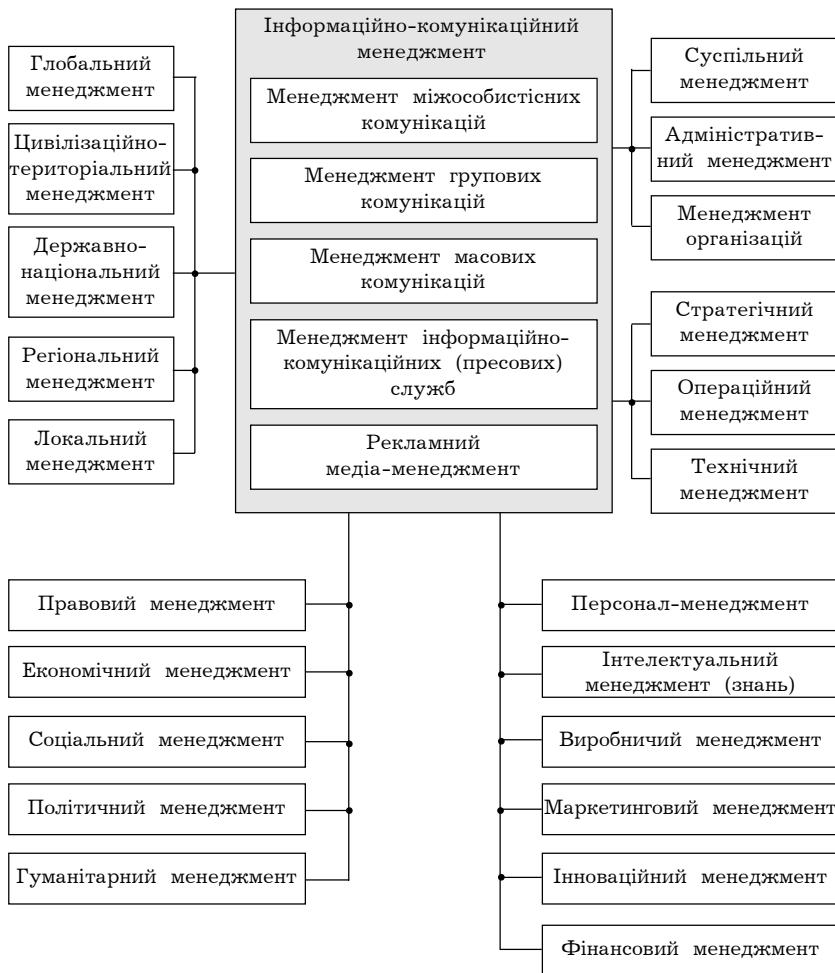 Інформаційно-комунікаційний
менеджмент
Менеджмент міжособистісних
комунікацій
Менеджмент групових
комунікацій
Менеджмент масових
комунікацій
Менеджмент інформаційно-
комунікаційних (пресових)
служб
Рекламний
медіа-менеджмент
Глобальний
менеджмент
Цивілізаційно-
територіальний
менеджмент
Державно-
національний
менеджмент
Регіональний
менеджмент
Локальний
менеджмент
Суспільний
менеджмент
Адміністратив-
ний менеджмент
Менеджмент
організацій
Стратегічний
менеджмент
Операційний
менеджмент
Технічний
менеджмент
Правовий менеджмент
Економічний менеджмент
Соціальний менеджмент
Політичний менеджмент
Гуманітарний менеджмент
Персонал-менеджмент
Інтелектуальний
менеджмент (знань)
Виробничий менеджмент
Маркетинговий менеджмент
Інноваційний менеджмент
Фінансовий менеджмент